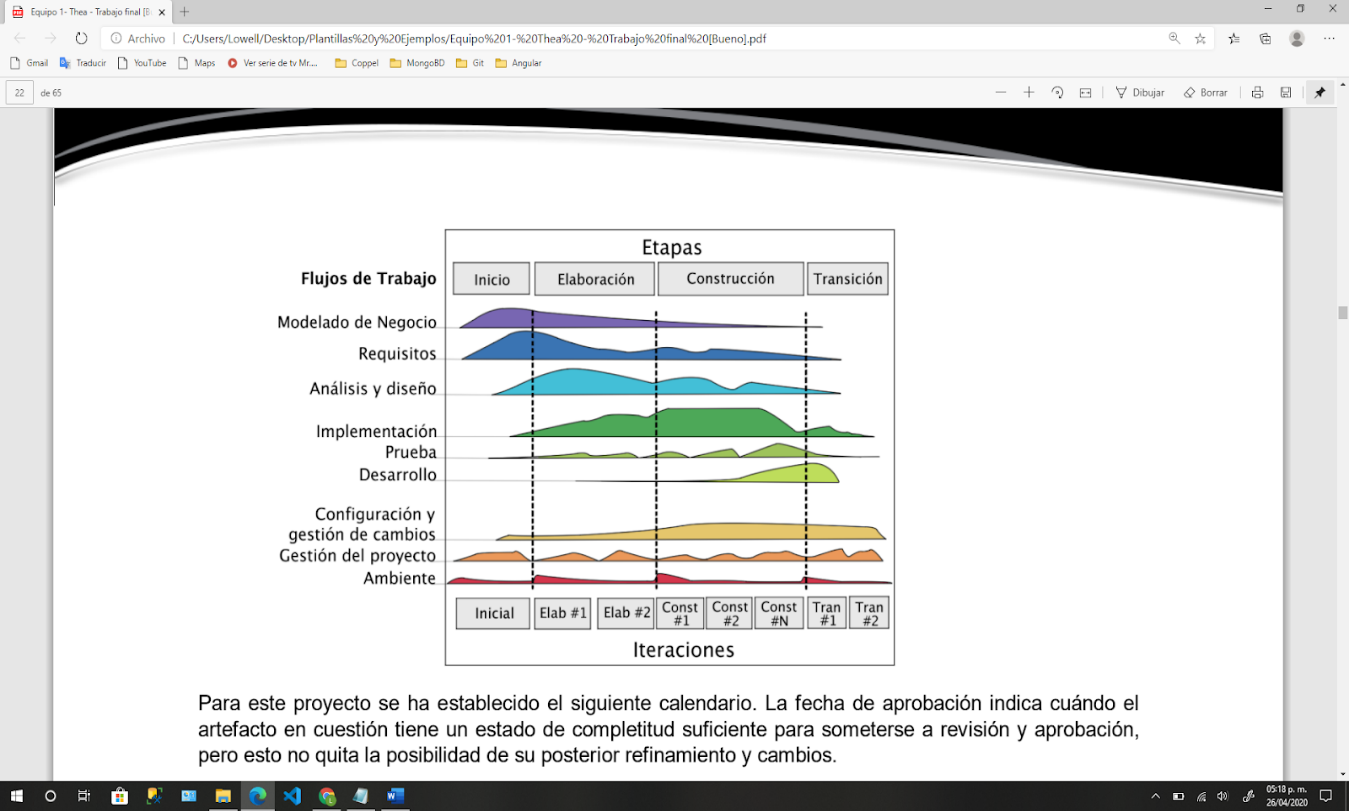 Equipo 1- Thea - Trabajo final [B
Archivo
C:/Users/Lowell/Desktop/Plantillas%20y%20Ejemplos/Equipo%201-%20Thea%20-%20Trabajo%20final%20[Bueno].pdf
Gmail Traducir YouTube Maps Ver serie de tv Mr.... Coppel MongoBD Git Angular
22 de 65 Dibujar Borrar
Etapas
Flujos de Trabajo Inicio Elaboración Construcción Transición
Modelado de Negocio
Requisitos
Análisis y diseño
Implementación
Prueba
Desarrollo
Configuración y
gestión de cambios
Gestión del proyecto
Ambiente
Inicial Elab #1 Elab #2 Const #1 Const #2 Const #N Tran #1 Tran #2
Iteraciones
Para este proyecto se ha establecido el siguiente calendario. La fecha de aprobación indica cuándo el
artefacto en cuestión tiene un estado de completitud suficiente para someterse a revisión y aprobación,
pero esto no quita la posibilidad de su posterior refinamiento y cambios.
05:18 p. m.
26/04/2020